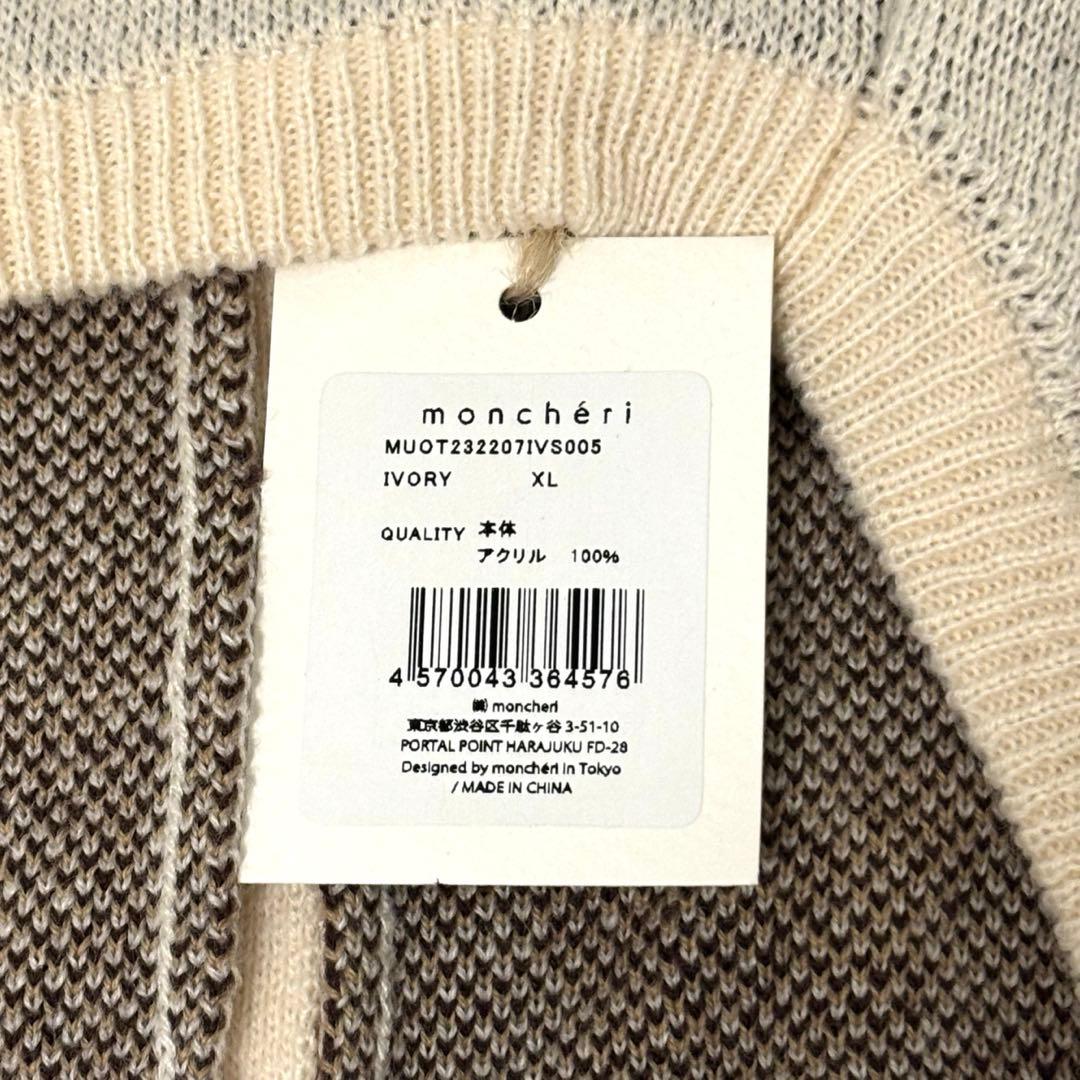 monchéri
MUOT232207IVS005
IVORY XL
QUALITY 本体
アクリル 100%
4 570043 364576
㈱ moncheri
東京都渋谷区千駄ヶ谷 3-51-10
PORTAL POINT HARAJUKU FD-28
Designed by monchéri in Tokyo
/ MADE IN CHINA